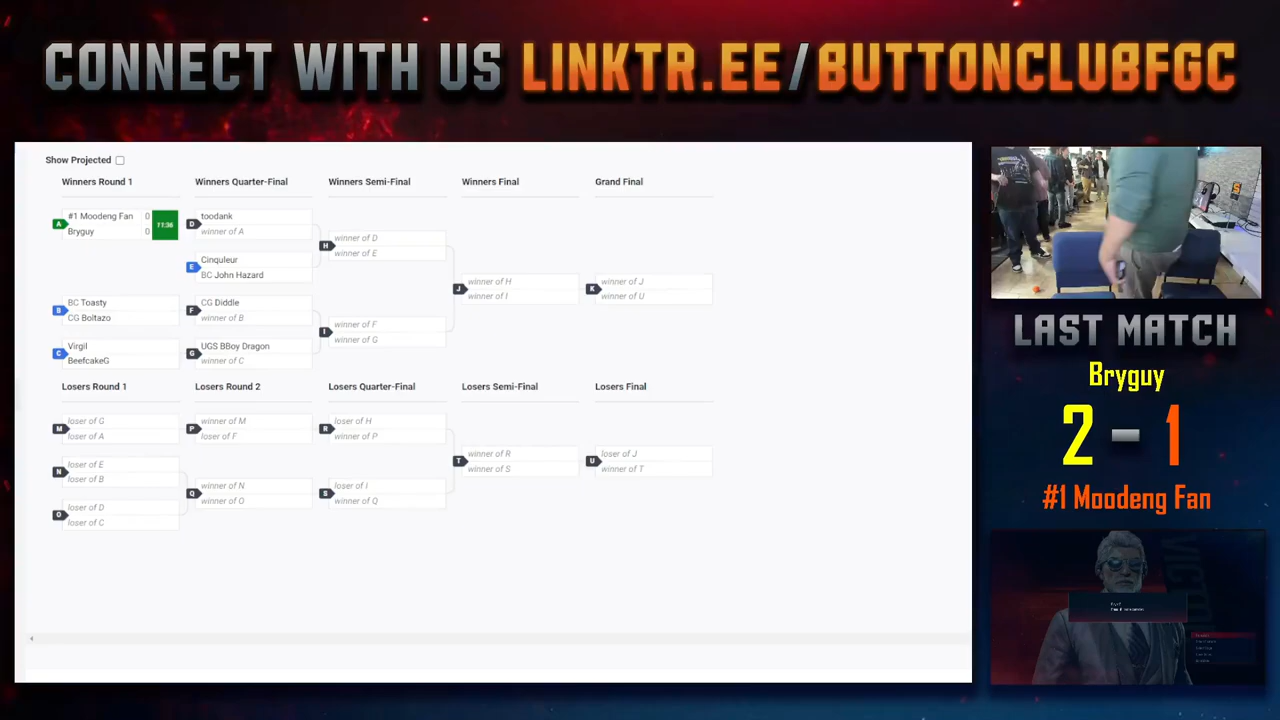 CONNECT WITH US LINKTR.EE/BUTTONCLUBFGC
Show Projected
Winners Round 1
Winners Quarter-Final
Winners Semi-Final
Winners Final
Grand Final
A
#1 Moodeng Fan 0
Bryguy 0
11:36
D
toodank
winner of A
E
Cinquleur
BC John Hazard
H
winner of D
winner of E
J
winner of H
winner of I
K
winner of J
winner of U
B
BC Toasty
CG Boltazo
F
CG Diddle
winner of B
I
winner of F
winner of G
C
Virgil
BeefcakeG
G
UGS BBoy Dragon
winner of C
Losers Round 1
Losers Round 2
Losers Quarter-Final
Losers Semi-Final
Losers Final
M
loser of G
loser of A
P
winner of M
loser of F
R
loser of H
winner of P
T
winner of R
winner of S
U
loser of J
winner of T
N
loser of E
loser of B
Q
winner of N
winner of O
S
loser of I
winner of Q
O
loser of D
loser of C
LAST MATCH
Bryguy
2 - 1
#1 Moodeng Fan